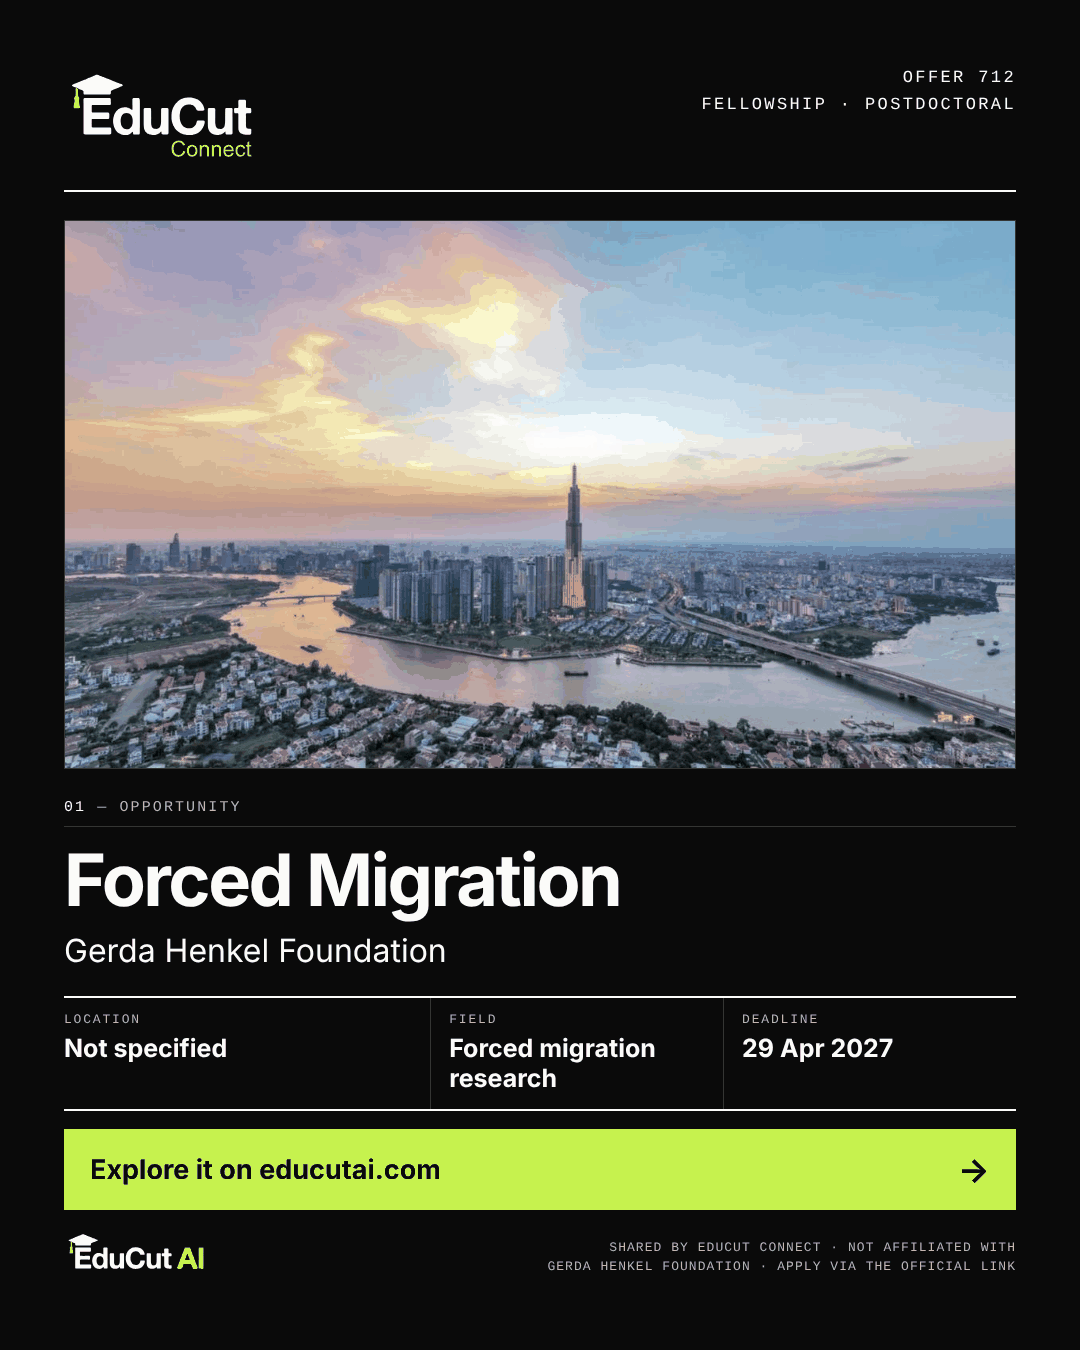 EduCut
Connect
OFFER 712
FELLOWSHIP · POSTDOCTORAL
01 — OPPORTUNITY
Forced Migration
Gerda Henkel Foundation
LOCATION
Not specified
FIELD
Forced migration
research
DEADLINE
29 Apr 2027
Explore it on educutai.com →
EduCut AI
SHARED BY EDUCUT CONNECT · NOT AFFILIATED WITH
GERDA HENKEL FOUNDATION · APPLY VIA THE OFFICIAL LINK